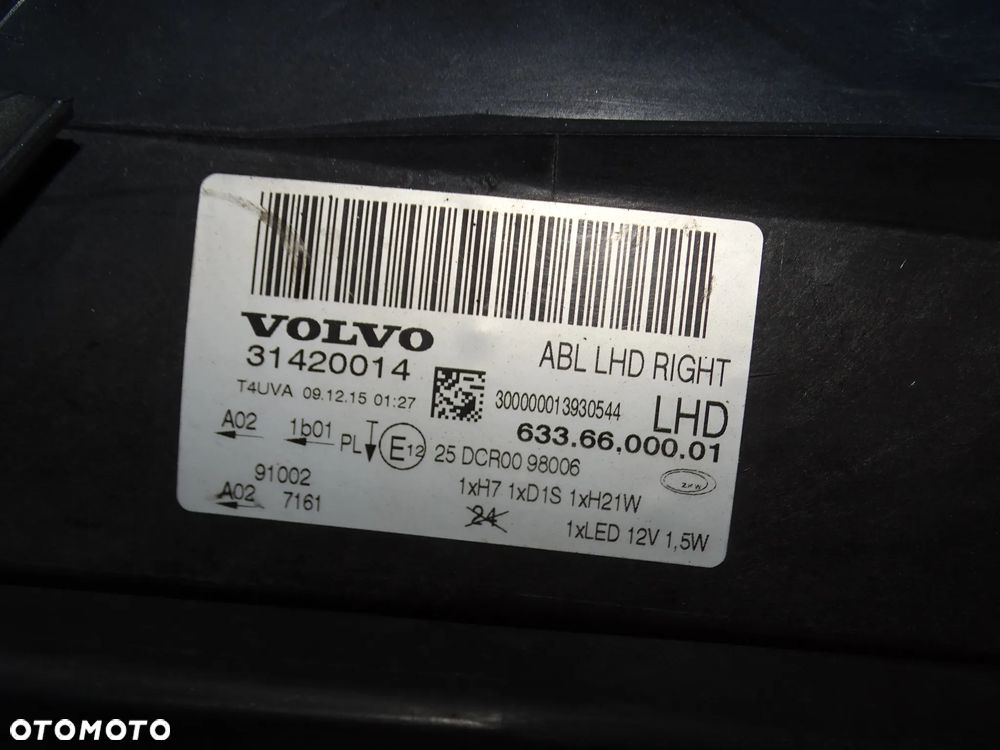 VOLVO
31420014
ABL LHD RIGHT
T4UVA 09.12.15 01:27
300000013930544
LHD
633.66.000.01
A02
1b01
PL
E12
25 DCR00 98006
ZKW
91002
1xH7 1xD1S 1xH21W
A02
7161
24
1xLED 12V 1,5W
OTOMOTO